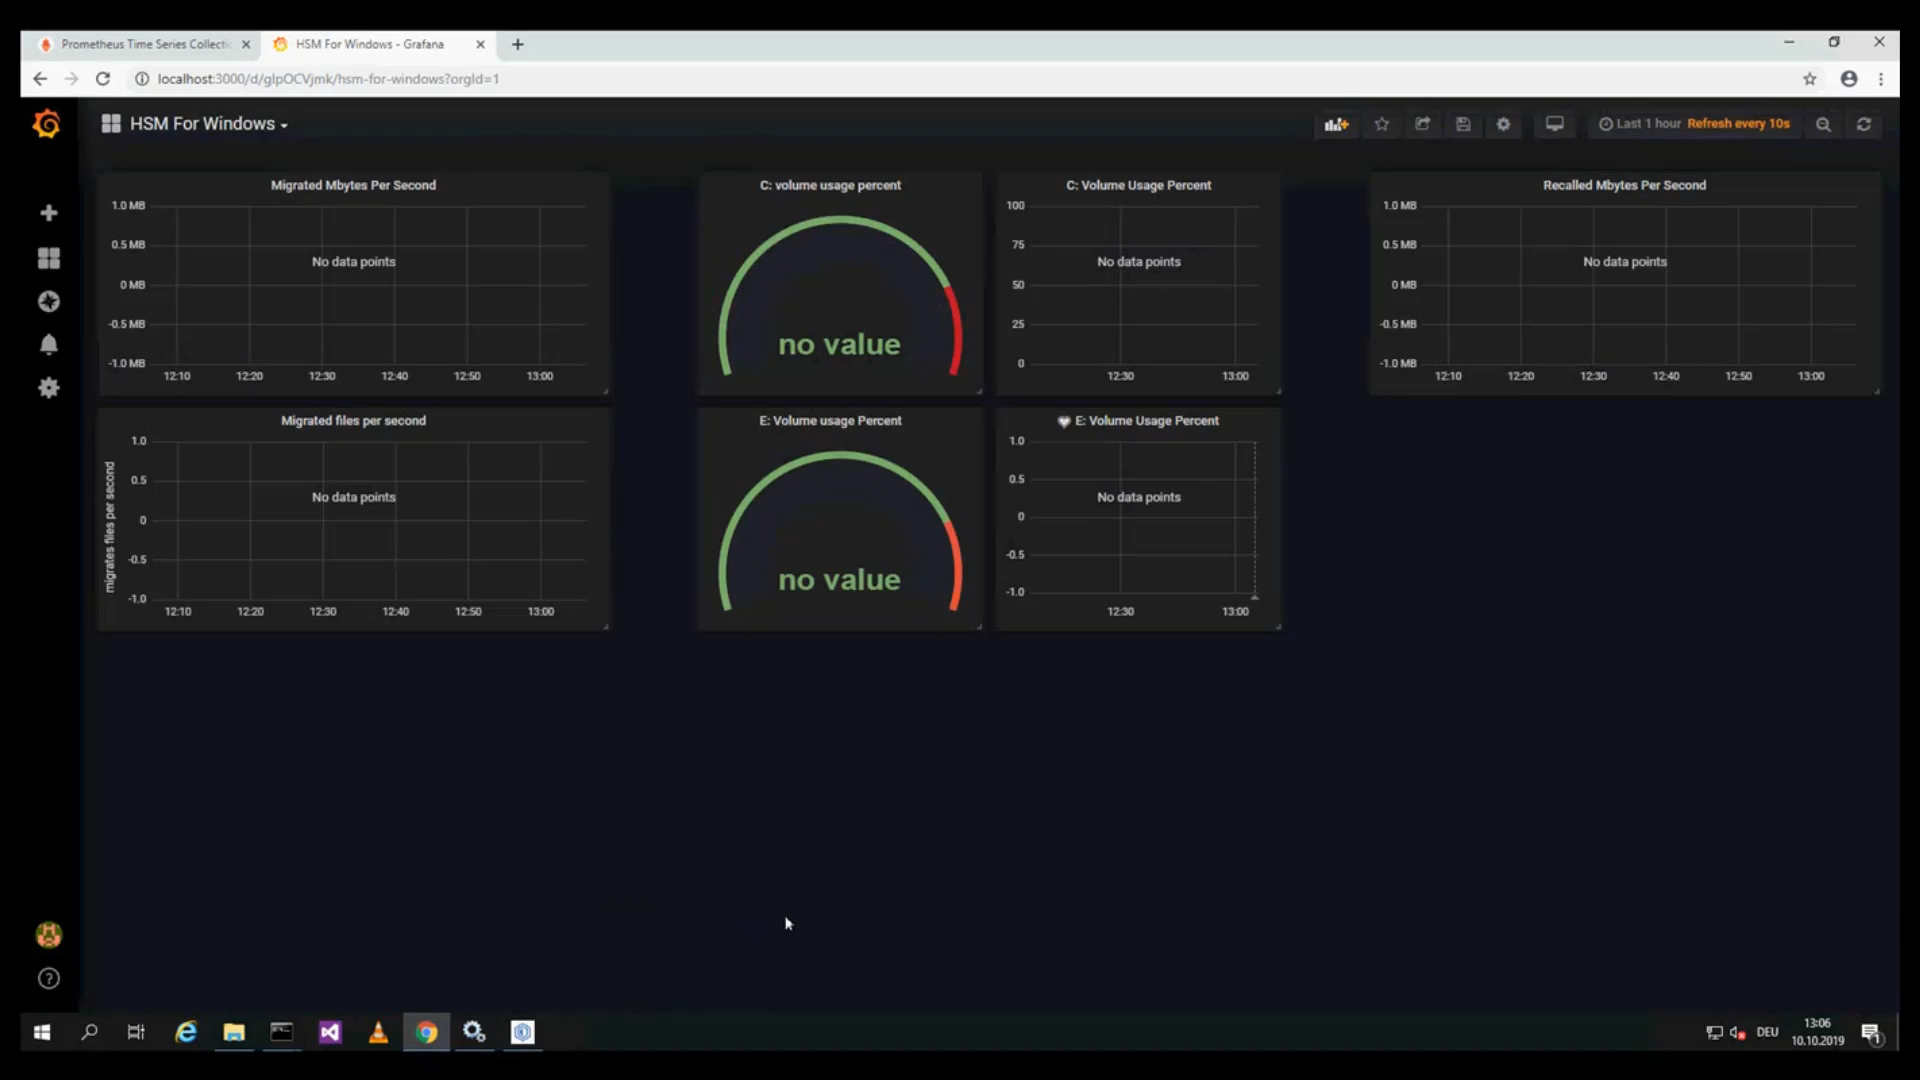 Prometheus Time Series Collecti
HSM For Windows - Grafana
localhost:3000/d/glpOCVjmk/hsm-for-windows?orgId=1
HSM For Windows
Last 1 hour Refresh every 10s
Migrated Mbytes Per Second
1.0 MB
0.5 MB
0 MB
-0.5 MB
-1.0 MB
No data points
12:10 12:20 12:30 12:40 12:50 13:00
C: volume usage percent
no value
C: Volume Usage Percent
100
75
50
25
0
No data points
12:30 13:00
Recalled Mbytes Per Second
1.0 MB
0.5 MB
0 MB
-0.5 MB
-1.0 MB
No data points
12:10 12:20 12:30 12:40 12:50 13:00
Migrated files per second
migrates files per second
1.0
0.5
0
-0.5
-1.0
No data points
12:10 12:20 12:30 12:40 12:50 13:00
E: Volume usage Percent
no value
E: Volume Usage Percent
1.0
0.5
0
-0.5
-1.0
No data points
12:30 13:00
DEU
13:06
10.10.2019
1